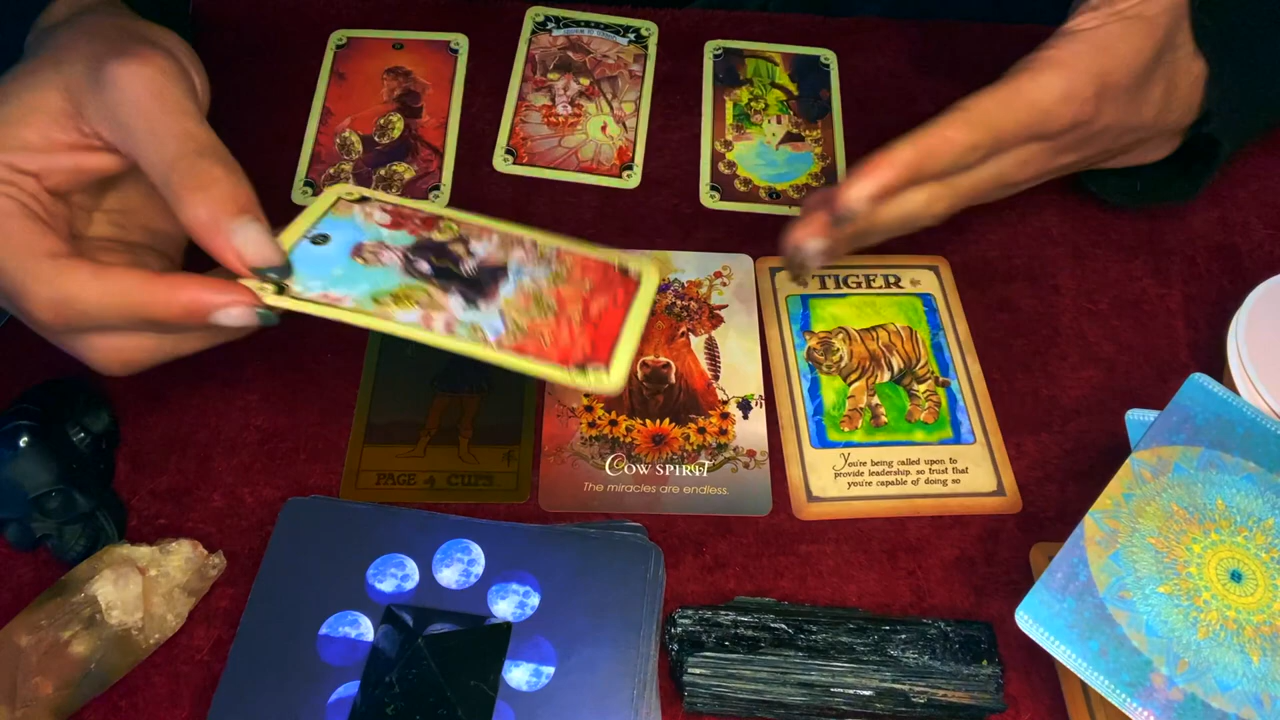 TIGER
You're being called upon to
provide leadership, so trust that
you're capable of doing so
COW SPIRIT
The miracles are endless.
PAGE of CUPS